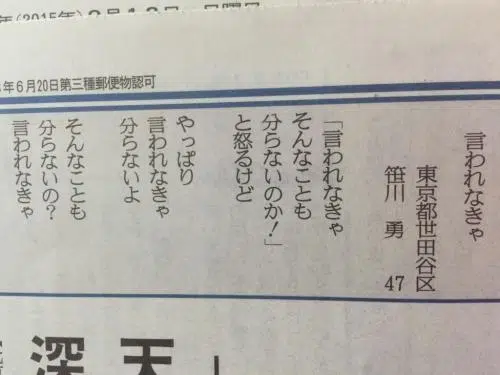 年(2015年)
年6月20日第三種郵便物認可
言われなきゃ
東京都世田谷区
笹川 勇 47
「言われなきゃ
そんなことも
分らないのか!」
と怒るけど
やっぱり
言われなきゃ
分らないよ
そんなことも
分らないの?
言われなきゃ
深天